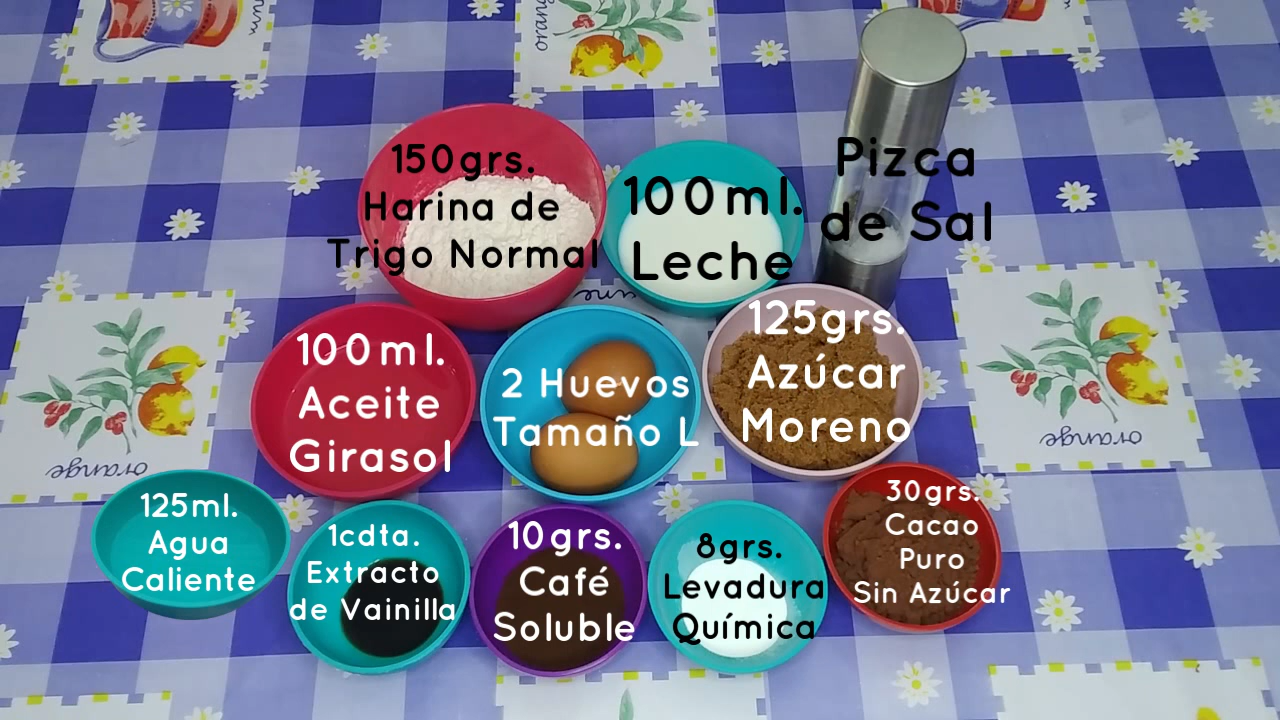 orange
150grs.
Harina de
Trigo Normal
100ml.
Leche
Pizca
de Sal
100ml.
Aceite
Girasol
2 Huevos
Tamaño L
125grs.
Azúcar
Moreno
orange
orange
125ml.
Agua
Caliente
1cdta.
Extracto
de Vainilla
10grs.
Café
Soluble
8grs.
Levadura
Química
30grs.
Cacao
Puro
Sin Azúcar